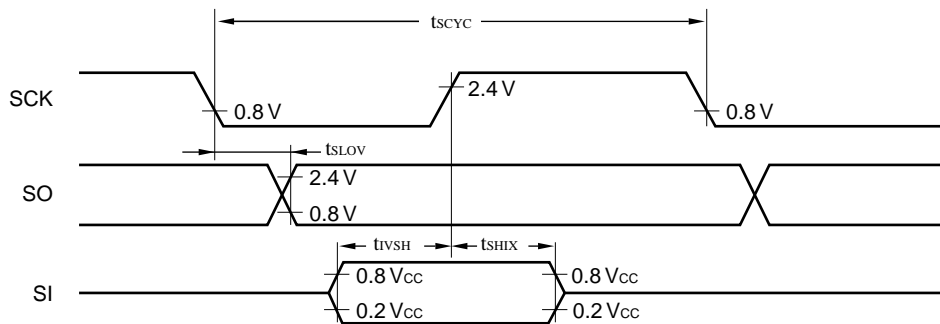 tSCYC
SCK
2.4 V
0.8 V
0.8 V
tSLOV
SO
2.4 V
0.8 V
tIVSH
tSHIX
SI
0.8 VCC
0.8 VCC
0.2 VCC
0.2 VCC